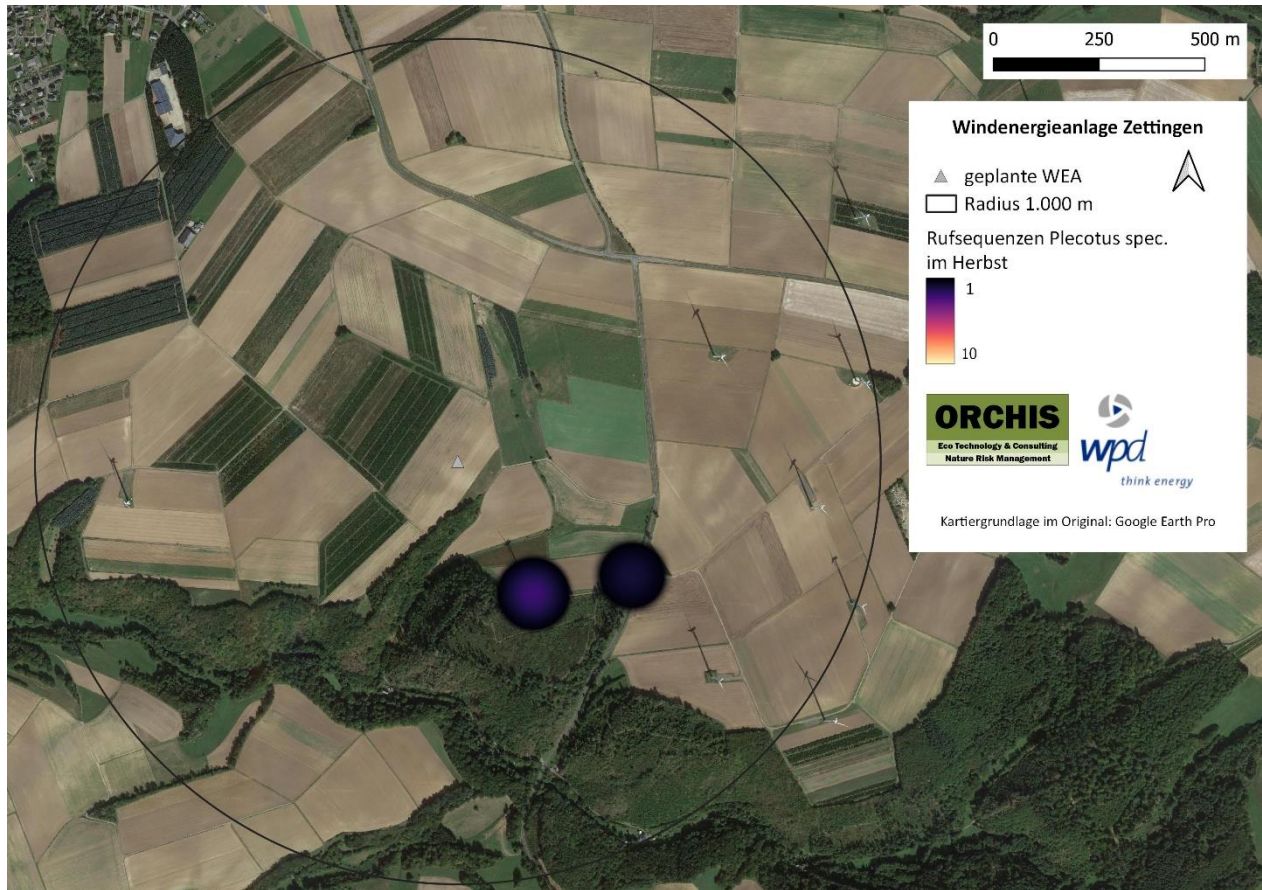 0 250 500 m
Windenergieanlage Zettingen
geplante WEA
Radius 1.000 m
Rufsequenzen Plecotus spec.
im Herbst
1
10
ORCHIS
Eco Technology & Consulting
Nature Risk Management
wpd
think energy
Kartiergrundlage im Original: Google Earth Pro